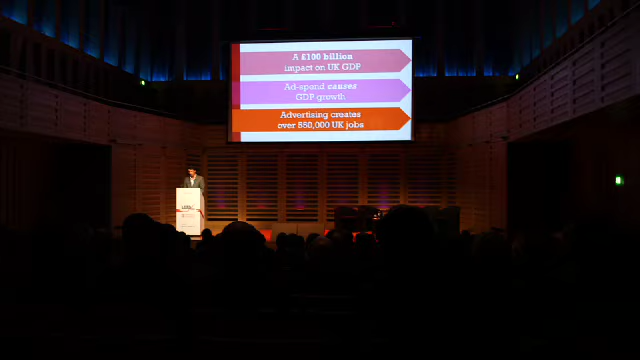 A £100 billion
impact on UK GDP
Ad-spend causes
GDP growth
Advertising creates
over 550,000 UK jobs